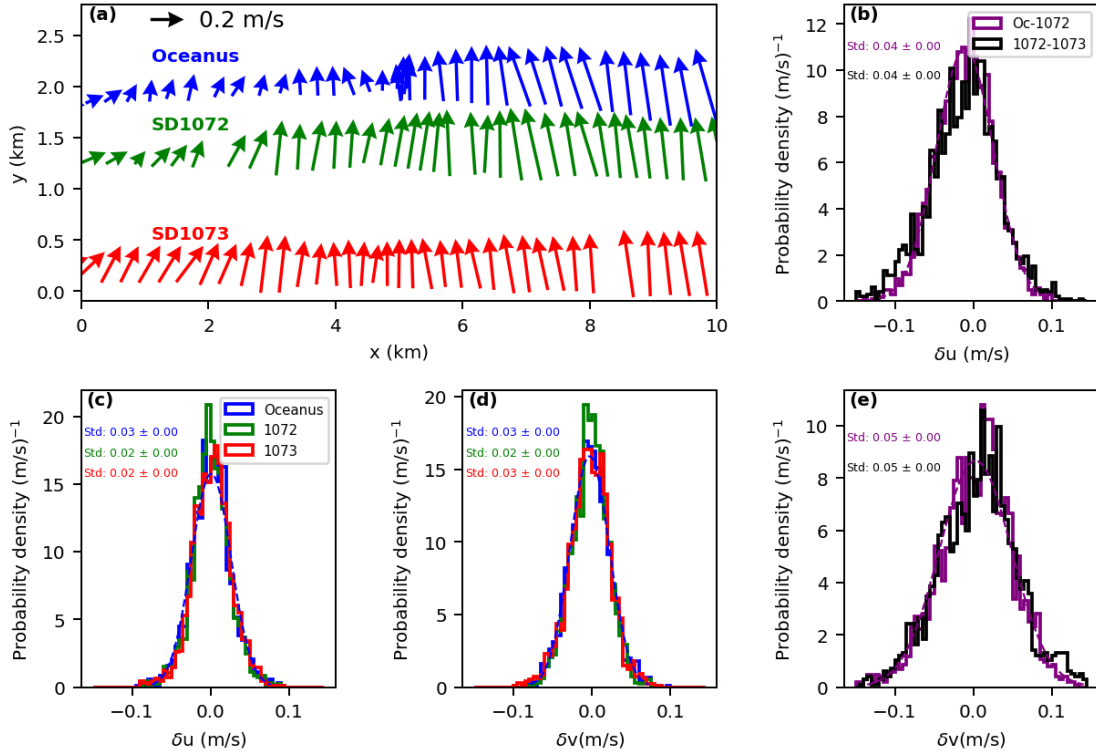 (a)
0.2 m/s
Oceanus
SD1072
SD1073
2.5
2.0
1.5
1.0
0.5
0.0
y (km)
0 2 4 6 8 10
x (km)
(b)
Oc-1072
1072-1073
Std: 0.04 ± 0.00
Std: 0.04 ± 0.00
12
10
8
6
4
2
0
Probability density (m/s)⁻¹
−0.1 0.0 0.1
δu (m/s)
(c)
Oceanus
1072
1073
Std: 0.03 ± 0.00
Std: 0.02 ± 0.00
Std: 0.02 ± 0.00
20
15
10
5
0
Probability density (m/s)⁻¹
−0.1 0.0 0.1
δu (m/s)
(d)
Std: 0.03 ± 0.00
Std: 0.02 ± 0.00
Std: 0.03 ± 0.00
20
15
10
5
0
Probability density (m/s)⁻¹
−0.1 0.0 0.1
δv(m/s)
(e)
Std: 0.05 ± 0.00
Std: 0.05 ± 0.00
10
8
6
4
2
0
Probability density (m/s)⁻¹
−0.1 0.0 0.1
δv(m/s)